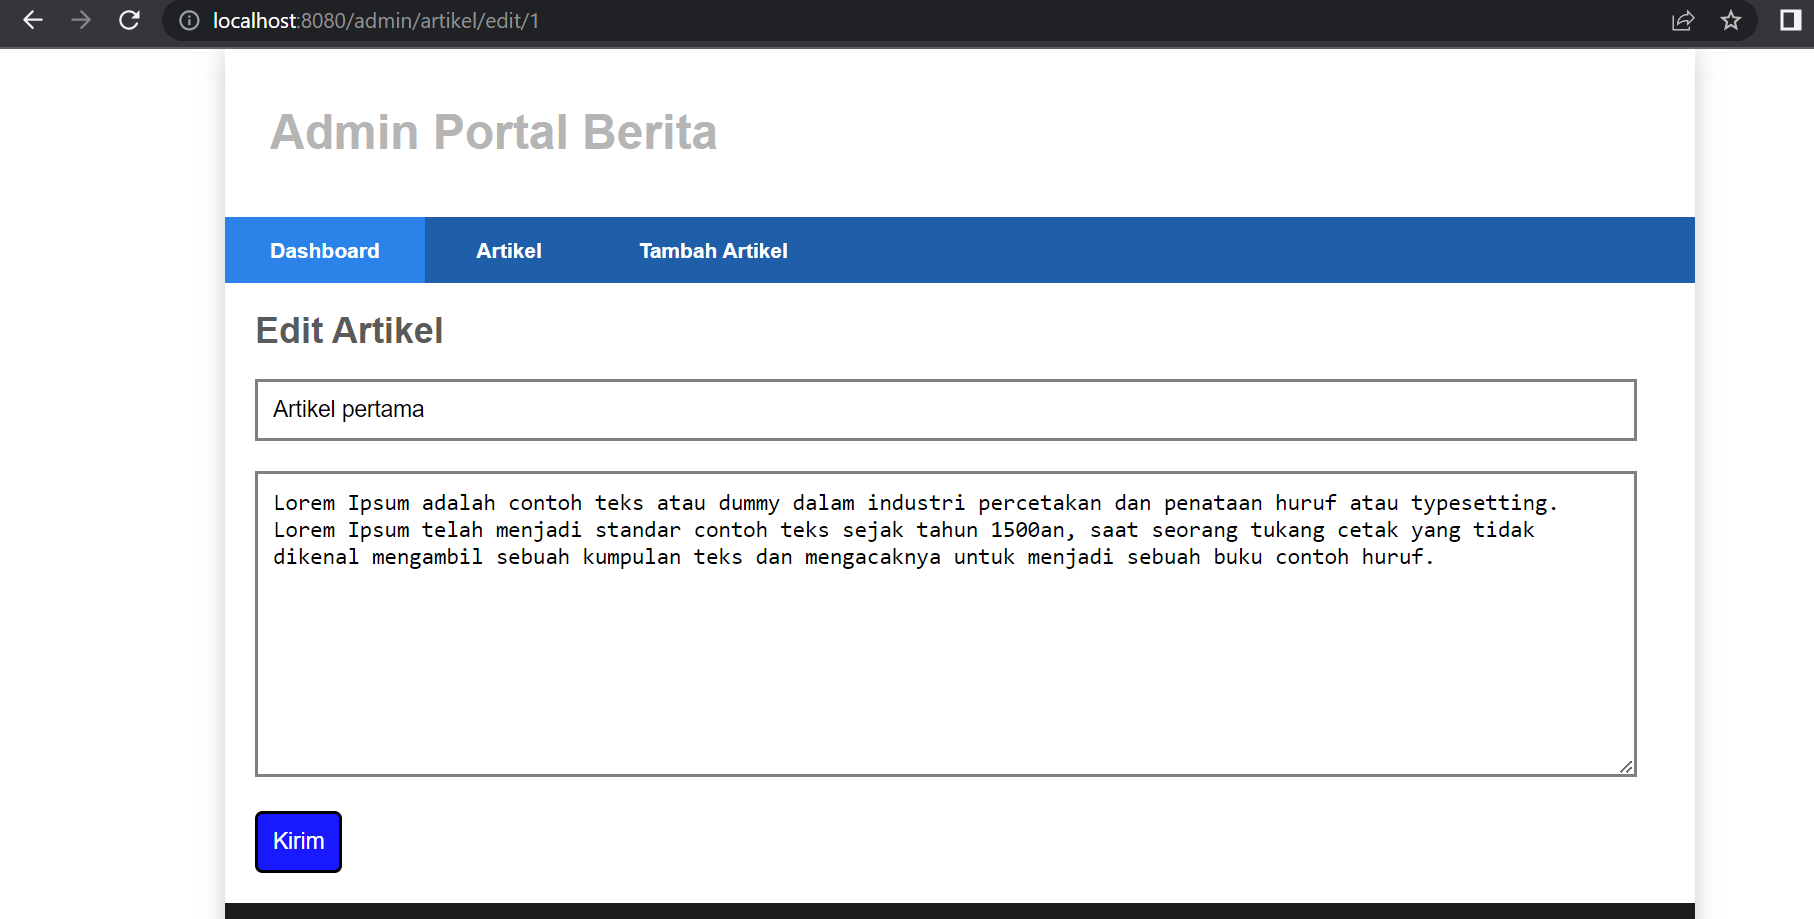 localhost:8080/admin/artikel/edit/1
Admin Portal Berita
Dashboard Artikel Tambah Artikel
Edit Artikel
Artikel pertama
Lorem Ipsum adalah contoh teks atau dummy dalam industri percetakan dan penataan huruf atau typesetting.
Lorem Ipsum telah menjadi standar contoh teks sejak tahun 1500an, saat seorang tukang cetak yang tidak
dikenal mengambil sebuah kumpulan teks dan mengacaknya untuk menjadi sebuah buku contoh huruf.
Kirim